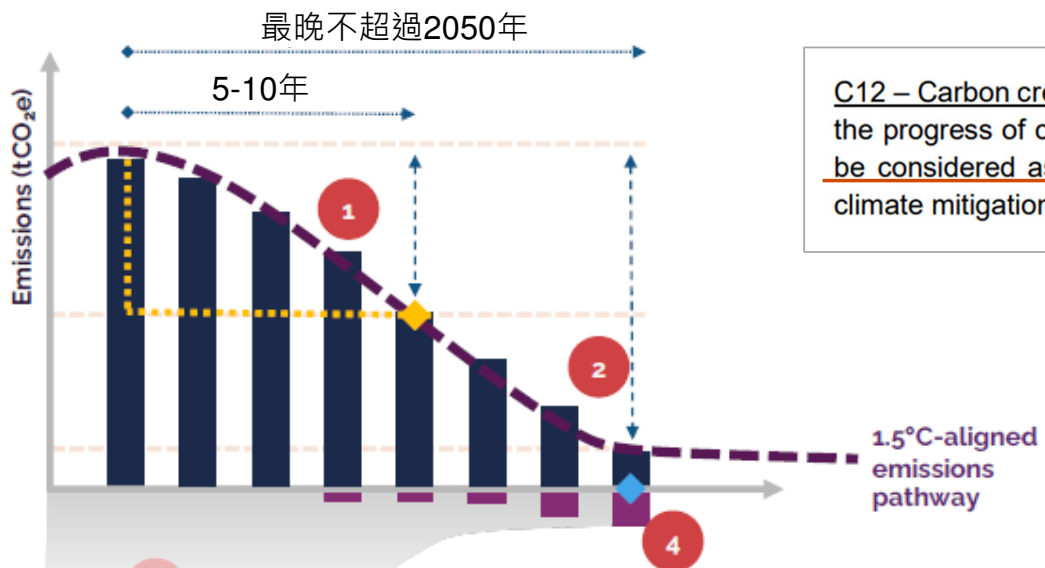 最晚不超過2050年
5-10年
Emissions (tCO₂e)
C12 – Carbon cre
the progress of c
be considered as
climate mitigation
1
2
1.5°C-aligned
emissions
pathway
4